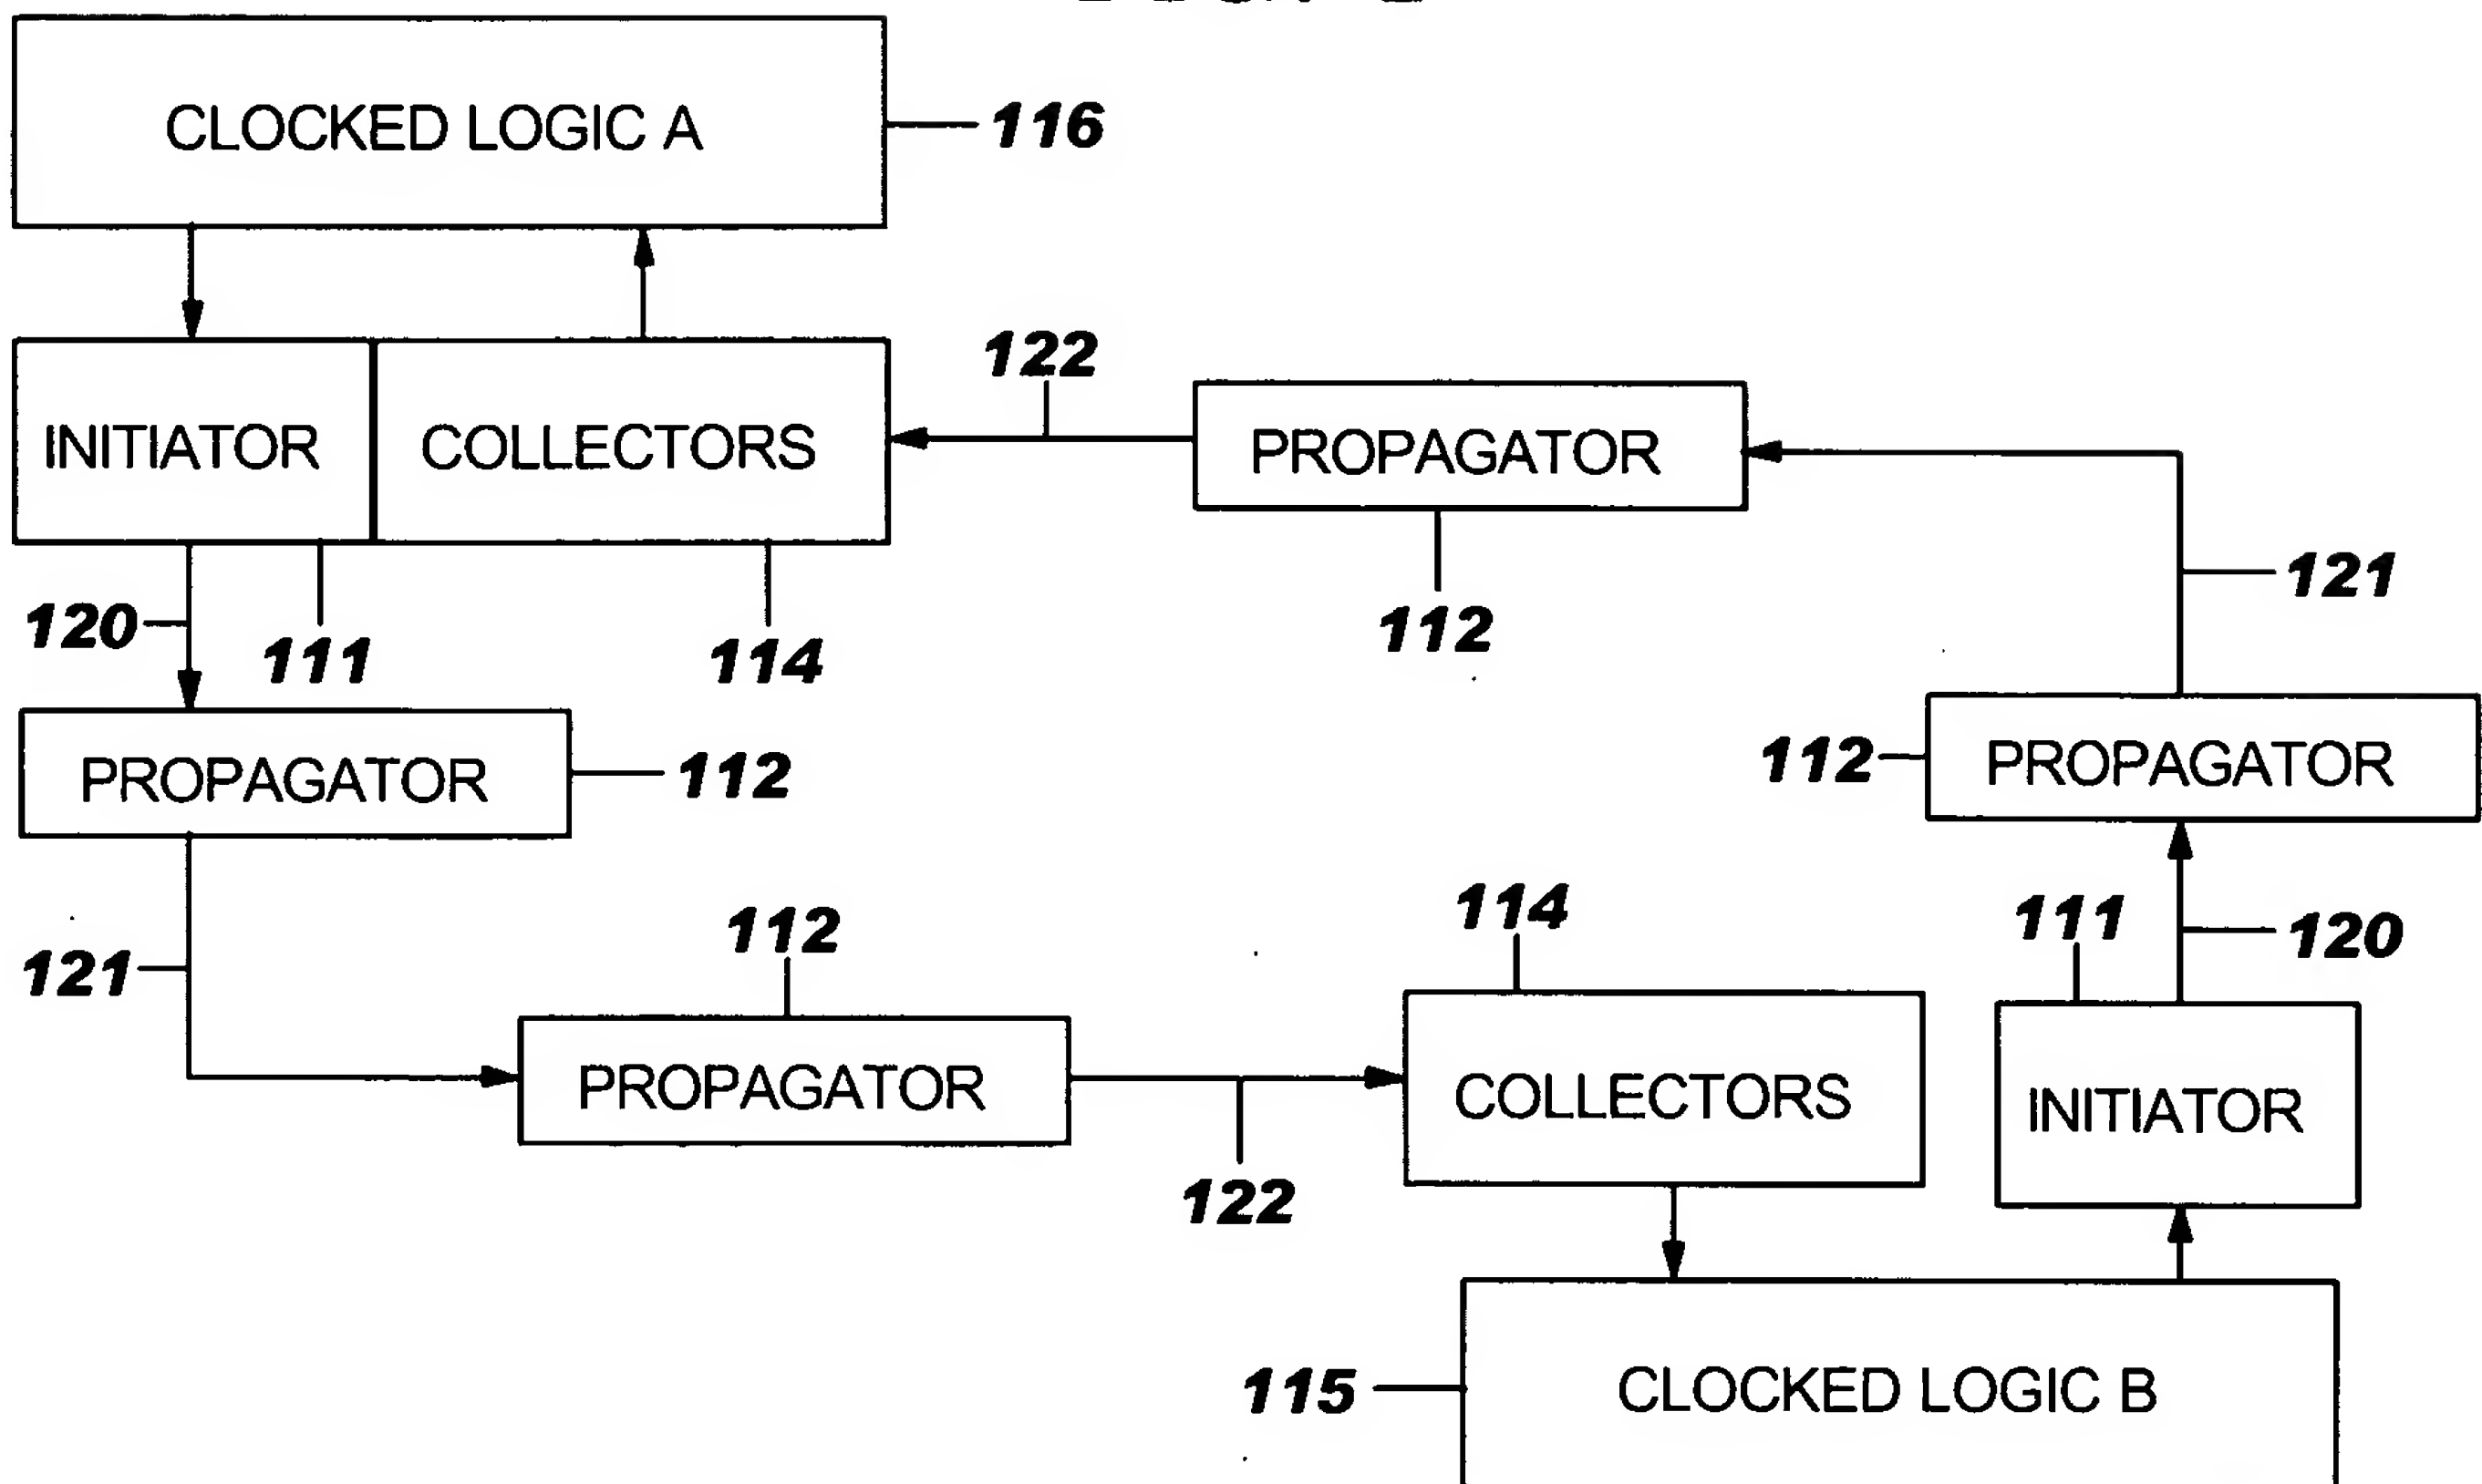 CLOCKED LOGIC A
116
122
INITIATOR
COLLECTORS
PROPAGATOR
121
120
111
114
112
PROPAGATOR
112
112
PROPAGATOR
114
111
120
112
121
PROPAGATOR
COLLECTORS
INITIATOR
122
115
CLOCKED LOGIC B